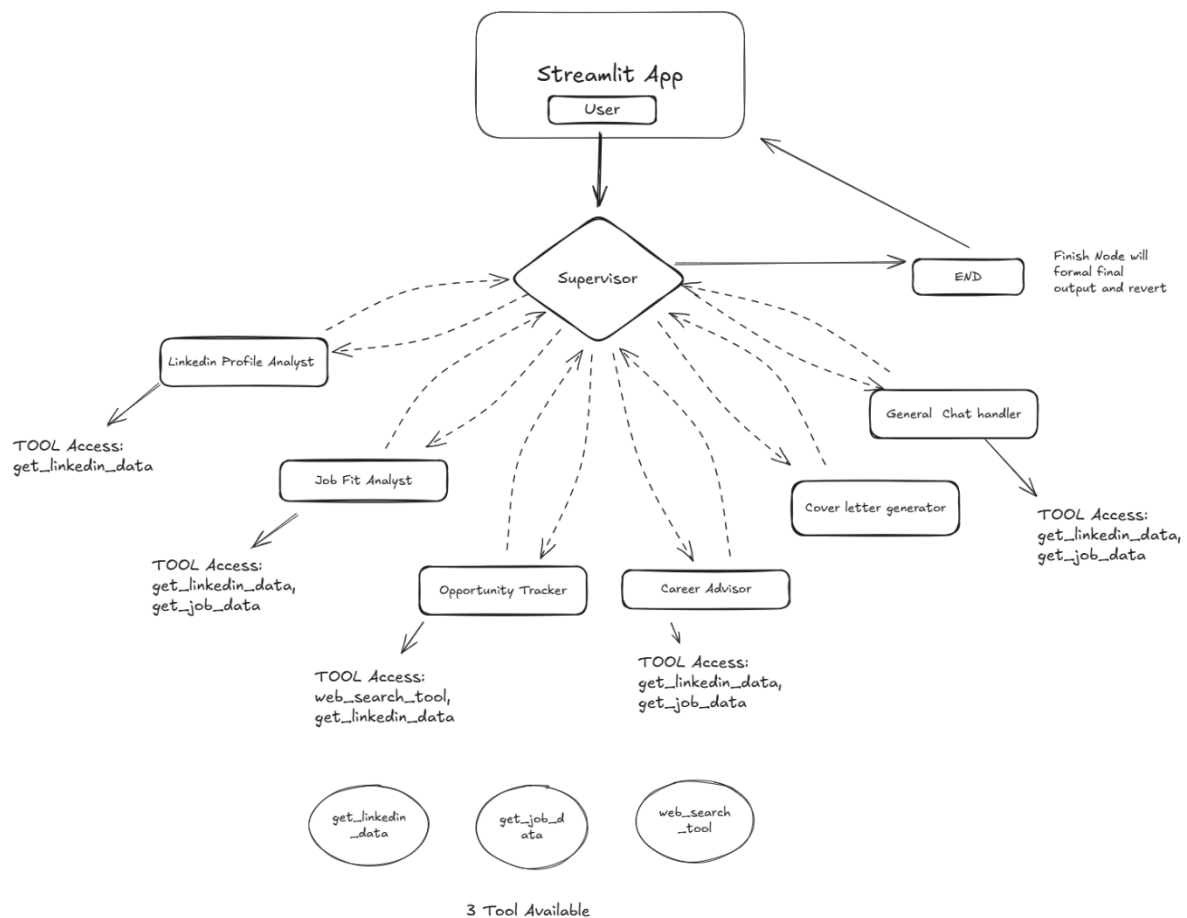 Streamlit App
User
Supervisor
END
Finish Node will
formal final
output and revert
Linkedin Profile Analyst
TOOL Access:
get_linkedin_data
Job Fit Analyst
TOOL Access:
get_linkedin_data,
get_job_data
Opportunity Tracker
TOOL Access:
web_search_tool,
get_linkedin_data
Career Advisor
TOOL Access:
get_linkedin_data,
get_job_data
Cover letter generator
General Chat handler
TOOL Access:
get_linkedin_data,
get_job_data
get_linkedin
_data
get_job_d
ata
web_search
_tool
3 Tool Available